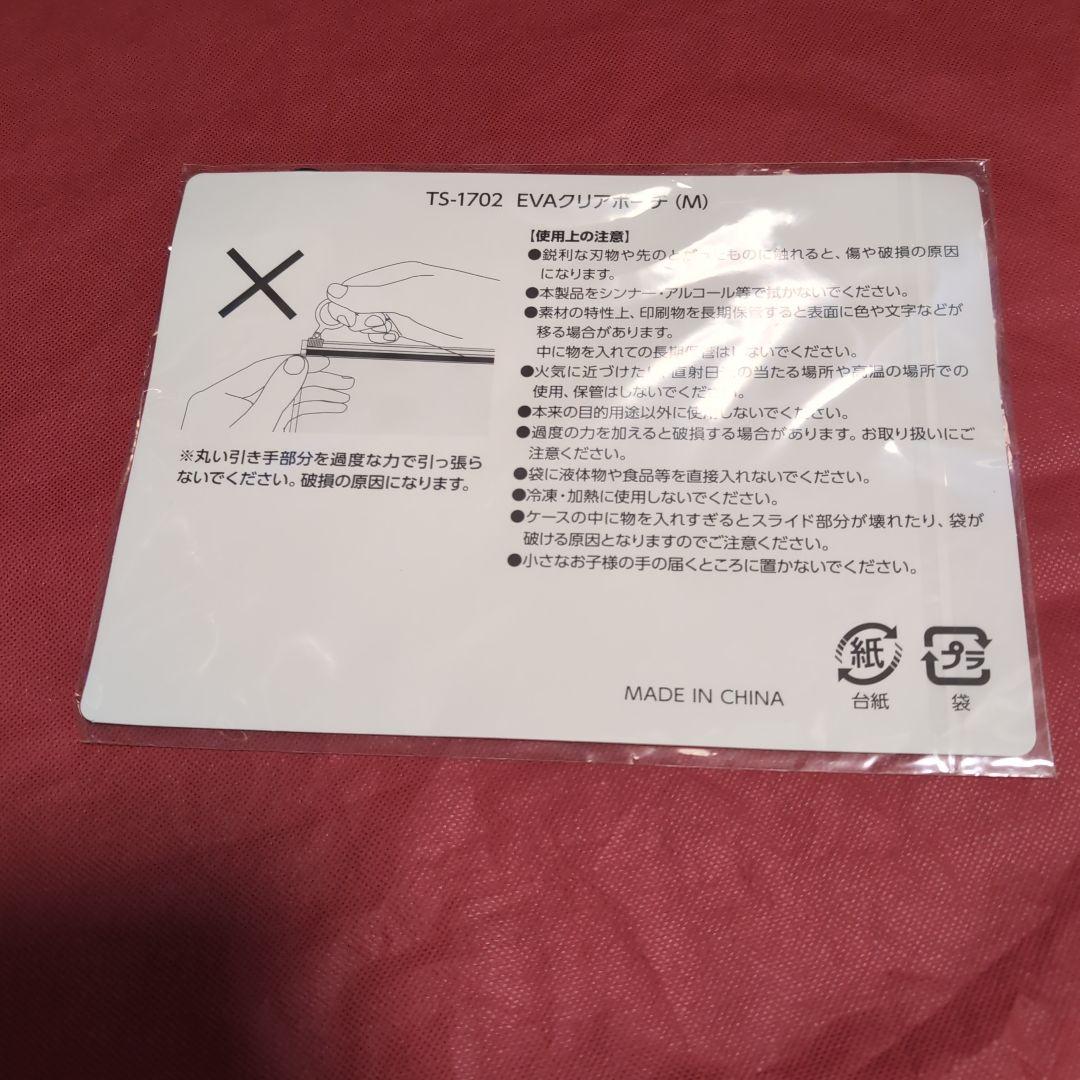 TS-1702 EVAクリアポーチ（M）
※丸い引き手部分を過度な力で引っ張ら
ないでください。破損の原因になります。
【使用上の注意】
●鋭利な刃物や先のとがったものに触れると、傷や破損の原因
になります。
●本製品をシンナー・アルコール等で拭かないでください。
●素材の特性上、印刷物を長期保管すると表面に色や文字などが
移る場合があります。
中に物を入れての長期保管はしないでください。
●火気に近づけたり、直射日光の当たる場所や高温の場所での
使用、保管はしないでください。
●本来の目的用途以外に使用しないでください。
●過度の力を加えると破損する場合があります。お取り扱いにご
注意ください。
●袋に液体物や食品等を直接入れないでください。
●冷凍・加熱に使用しないでください。
●ケースの中に物を入れすぎるとスライド部分が壊れたり、袋が
破ける原因となりますのでご注意ください。
●小さなお子様の手の届くところに置かないでください。
紙
台紙
プラ
袋
MADE IN CHINA